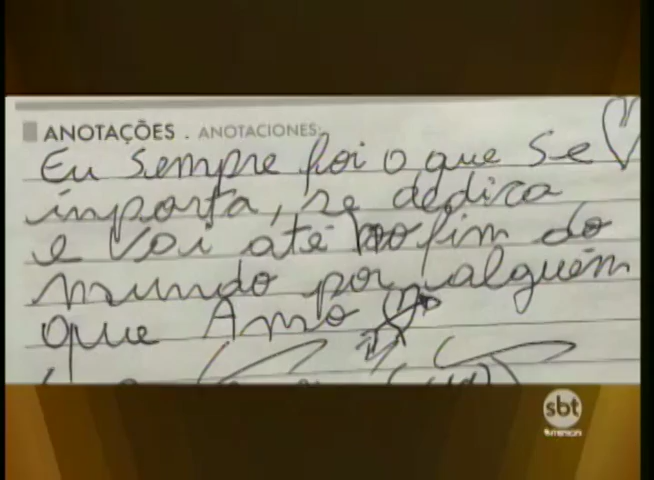 ANOTAÇÕES . ANOTACIONES:
Eu sempre foi o que se
importa, se dedica
e vai até o fim do
mundo por alguém
que Amo
sbt